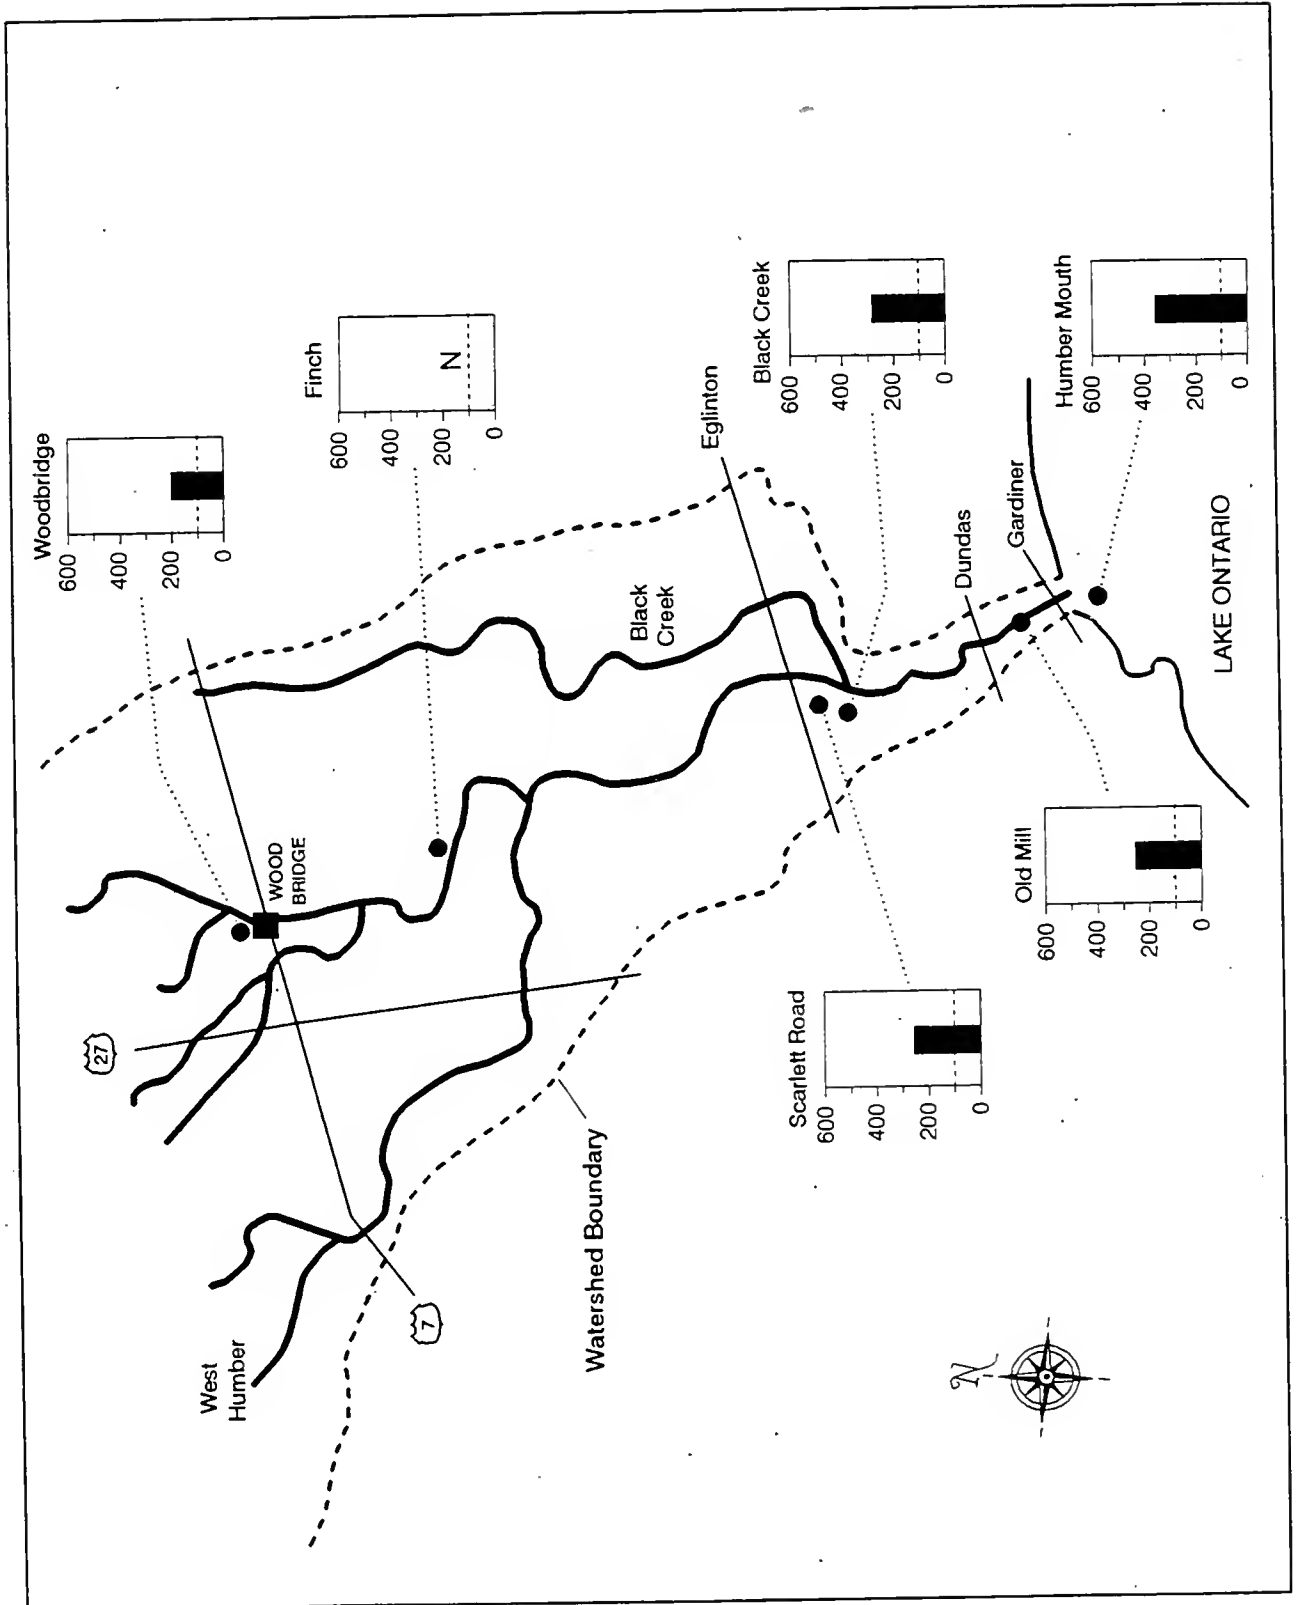 Woodbridge
600
400
200
0
Finch
600
400
200
0
N
Black Creek
600
400
200
0
Humber Mouth
600
400
200
0
Eglinton
Dundas
Gardiner
LAKE ONTARIO
Black
Creek
WOOD
BRIDGE
27
7
West
Humber
Watershed Boundary
Scarlett Road
600
400
200
0
Old Mill
600
400
200
0
N